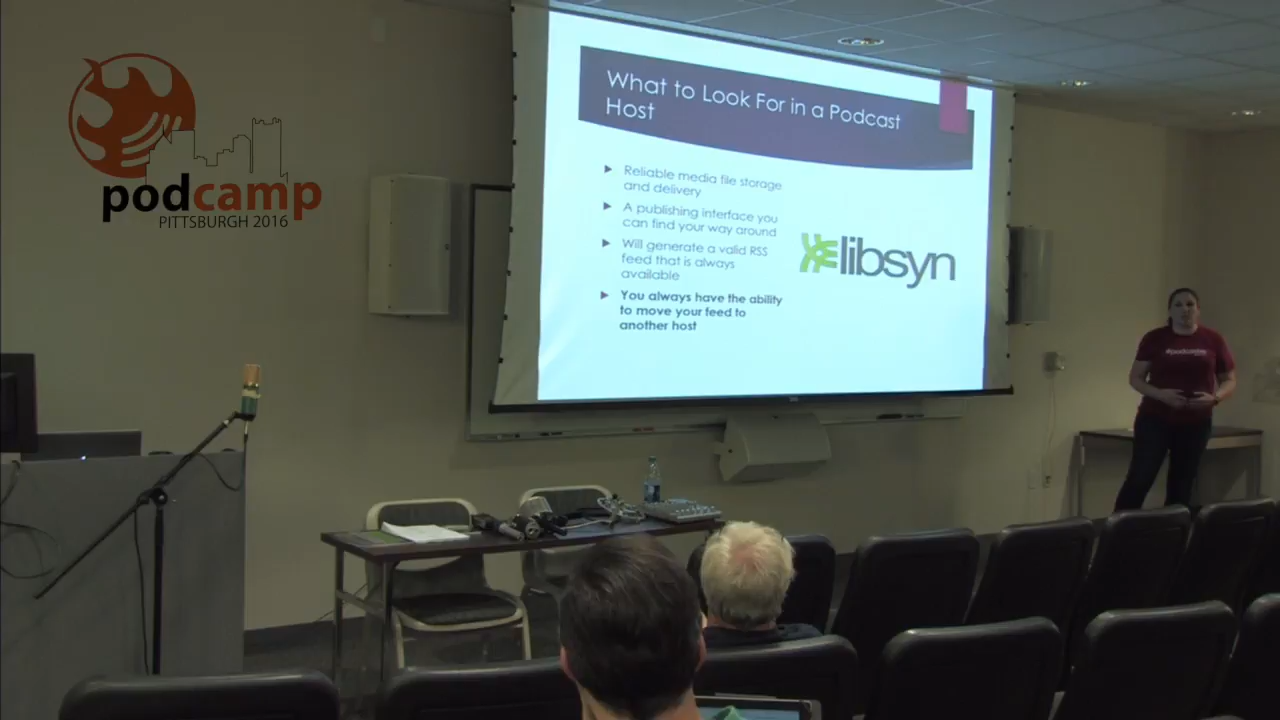 podcamp
PITTSBURGH 2016
What to Look For in a Podcast
Host
Reliable media file storage
and delivery
A publishing interface you
can find your way around
Will generate a valid RSS
feed that is always
available
You always have the ability
to move your feed to
another host
libsyn